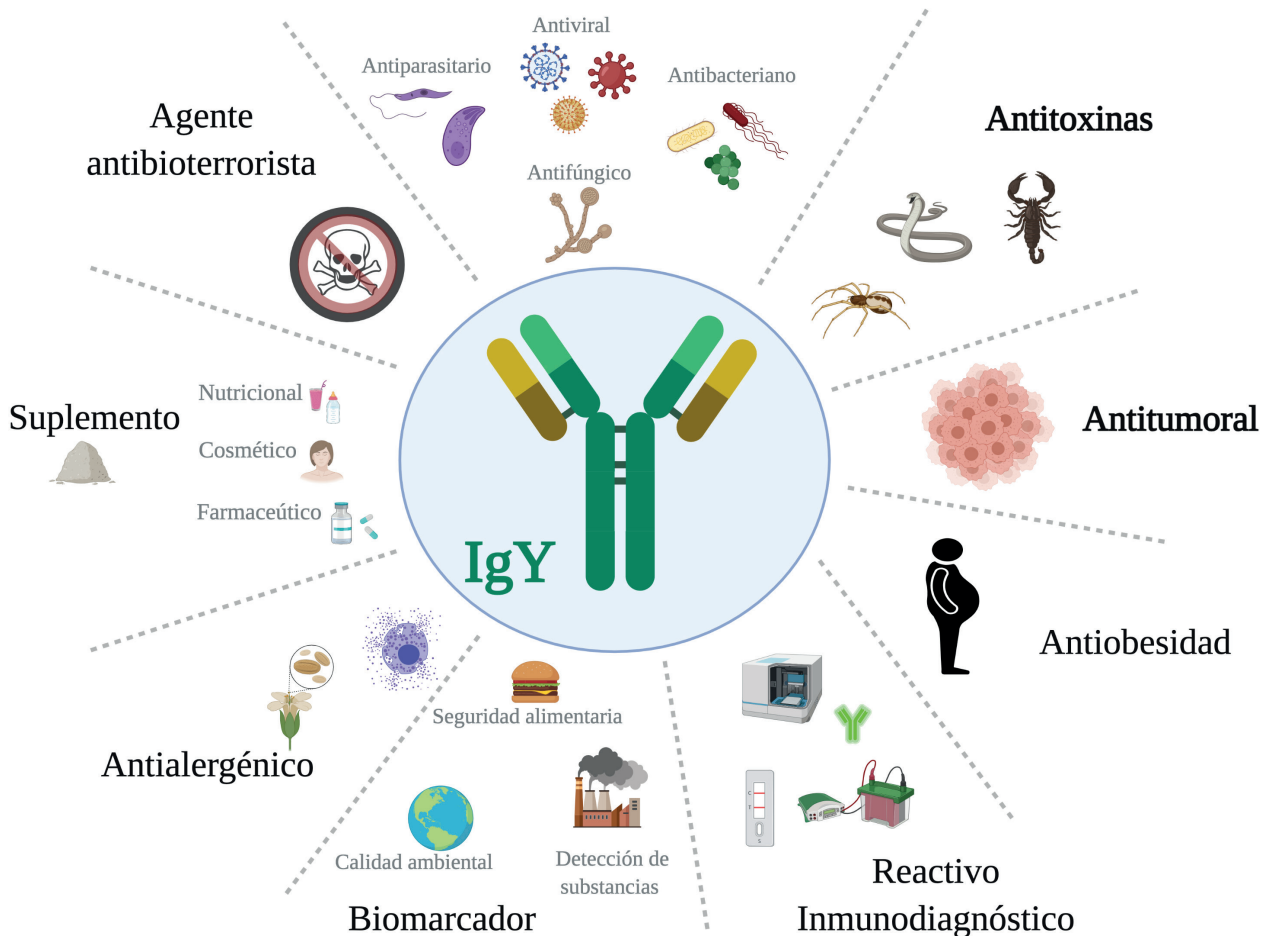 Antiviral
Antiparasitario
Antibacteriano
Antifúngico
Agente
antibioterrorista
Antitoxinas
Suplemento
Nutricional
Cosmético
Farmaceútico
Antitumoral
IgY
Antiobesidad
Antialergénico
Seguridad alimentaria
Calidad ambiental
Detección de
substancias
Biomarcador
C
T
S
Reactivo
Inmunodiagnóstico